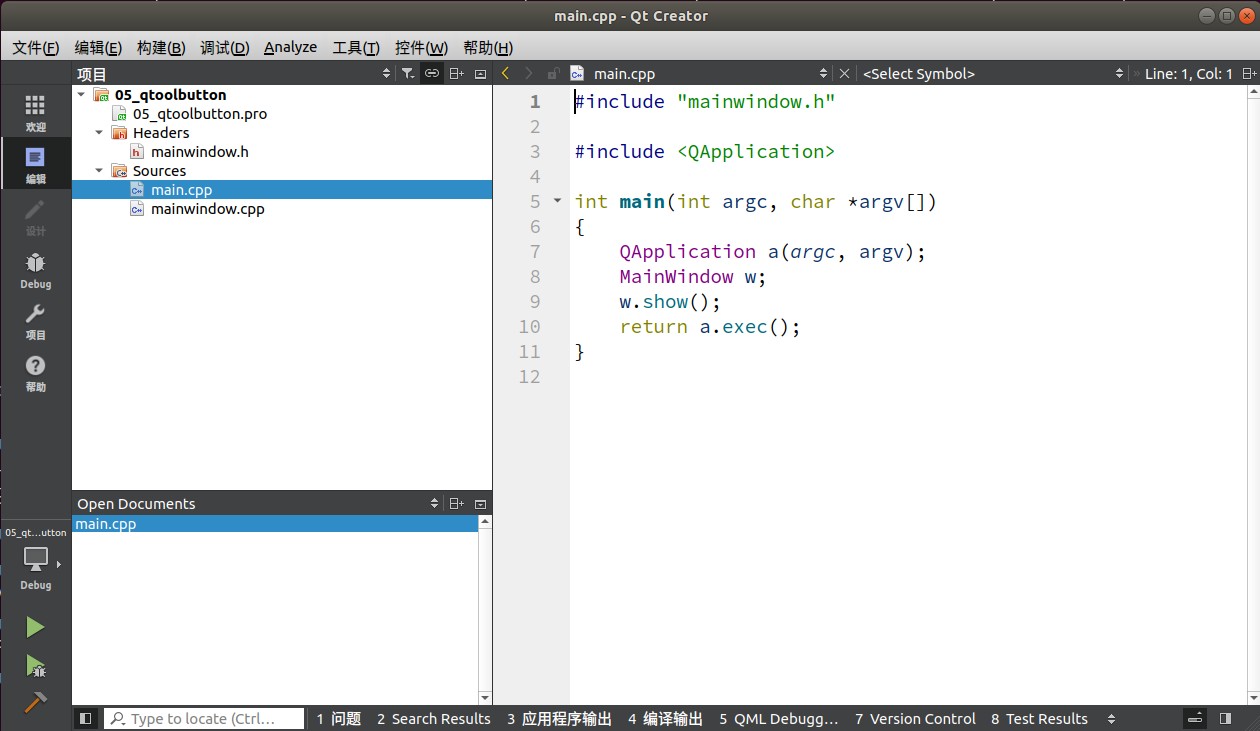 main.cpp - Qt Creator
文件(F) 编辑(E) 构建(B) 调试(D) Analyze 工具(T) 控件(W) 帮助(H)
项目 main.cpp <Select Symbol> Line: 1, Col: 1
欢迎
编辑
设计
Debug
项目
帮助
05_qt...utton
Debug
05_qtoolbutton
05_qtoolbutton.pro
Headers
mainwindow.h
Sources
main.cpp
mainwindow.cpp
Open Documents
main.cpp
1 #include "mainwindow.h"
2
3 #include <QApplication>
4
5 int main(int argc, char *argv[])
6 {
7 QApplication a(argc, argv);
8 MainWindow w;
9 w.show();
10 return a.exec();
11 }
12
Type to locate (Ctrl... 1 问题 2 Search Results 3 应用程序输出 4 编译输出 5 QML Debugg... 7 Version Control 8 Test Results